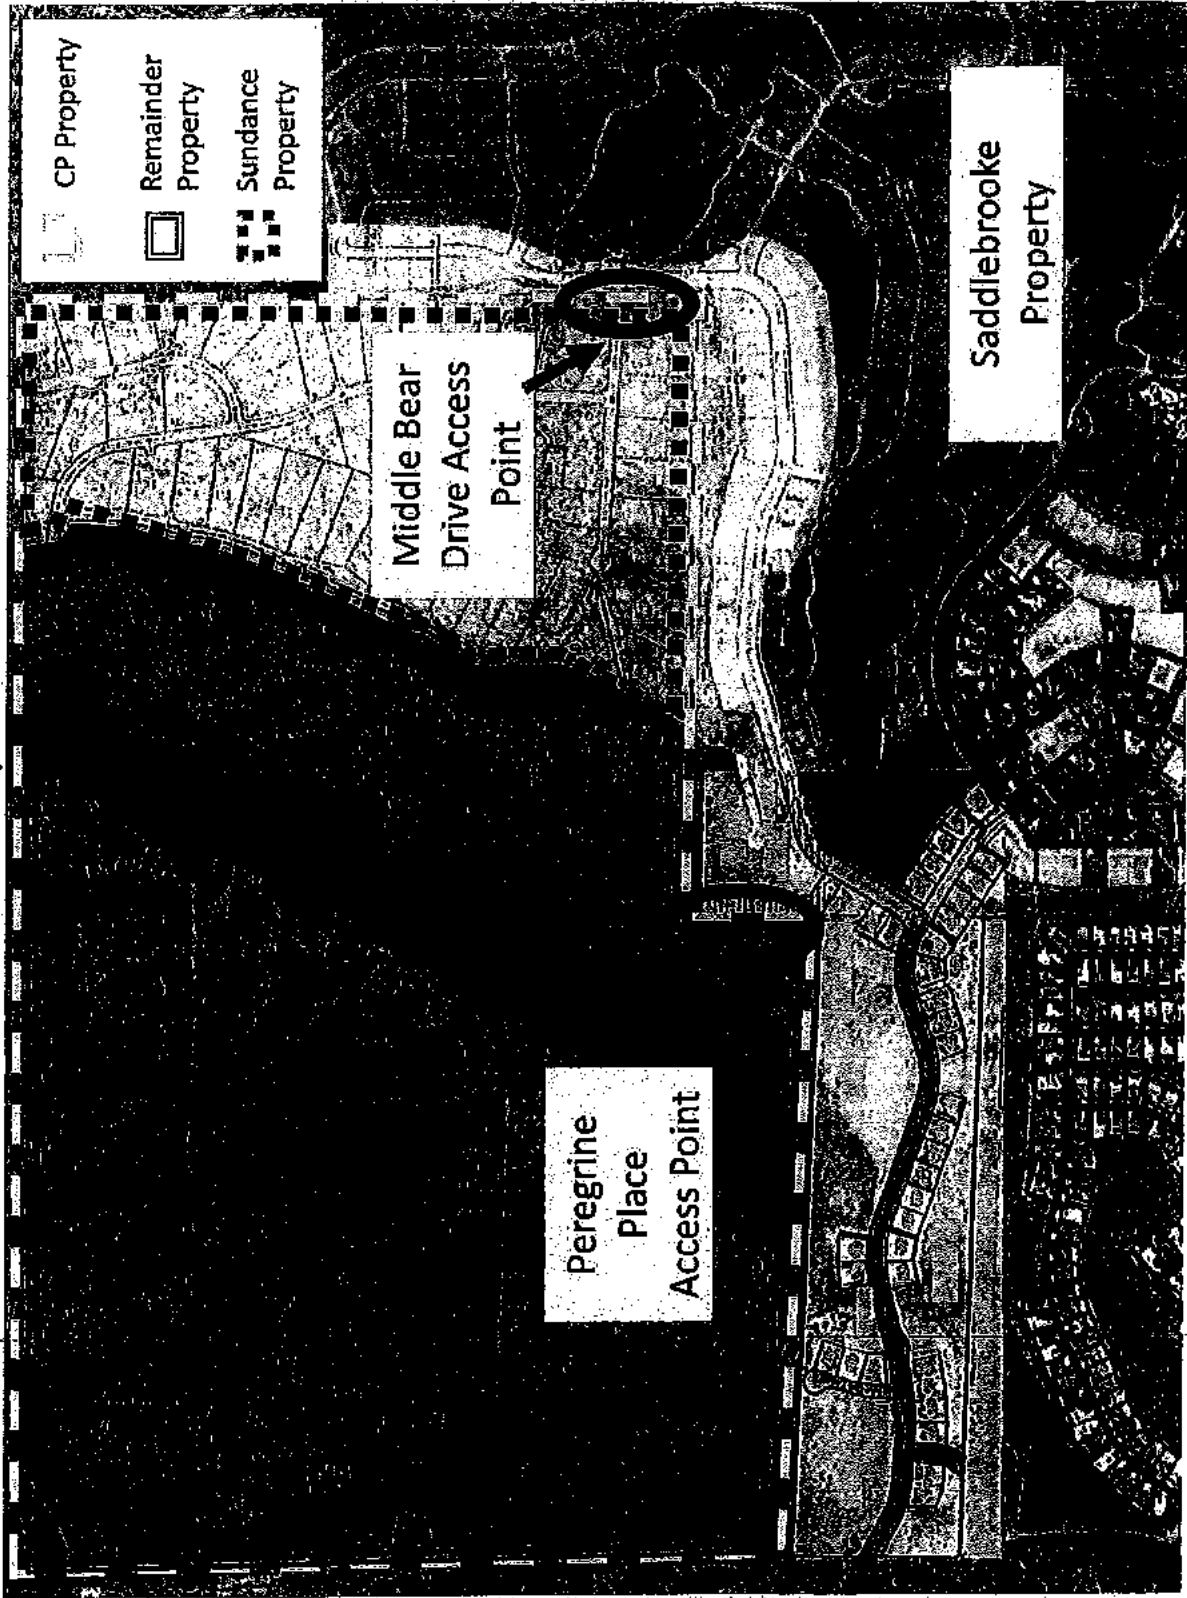 CP Property
Remainder
Property
Sundance
Property
Middle Bear
Drive Access
Point
Saddlebrooke
Property
Peregrine
Place
Access Point